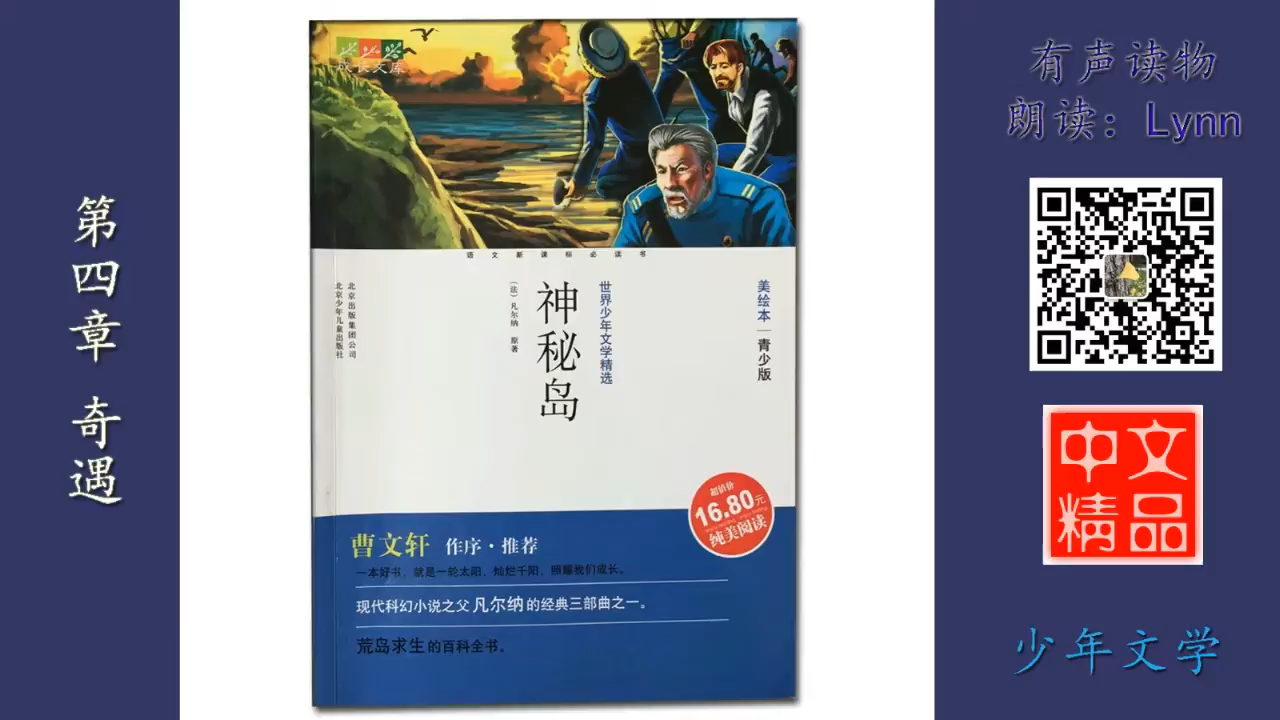 第四章 奇遇
成长文库
语文新课标必读书
美绘本 | 青少版
世界少年文学精选
神秘岛
(法)凡尔纳 原著
北京出版集团公司
北京少年儿童出版社
超值价
16.80元
纯美阅读
曹文轩 作序·推荐
一本好书，就是一轮太阳，灿烂千阳，照耀我们成长。
现代科幻小说之父凡尔纳的经典三部曲之一。
荒岛求生的百科全书。
有声读物
朗读：Lynn
中文
精品
少年文学